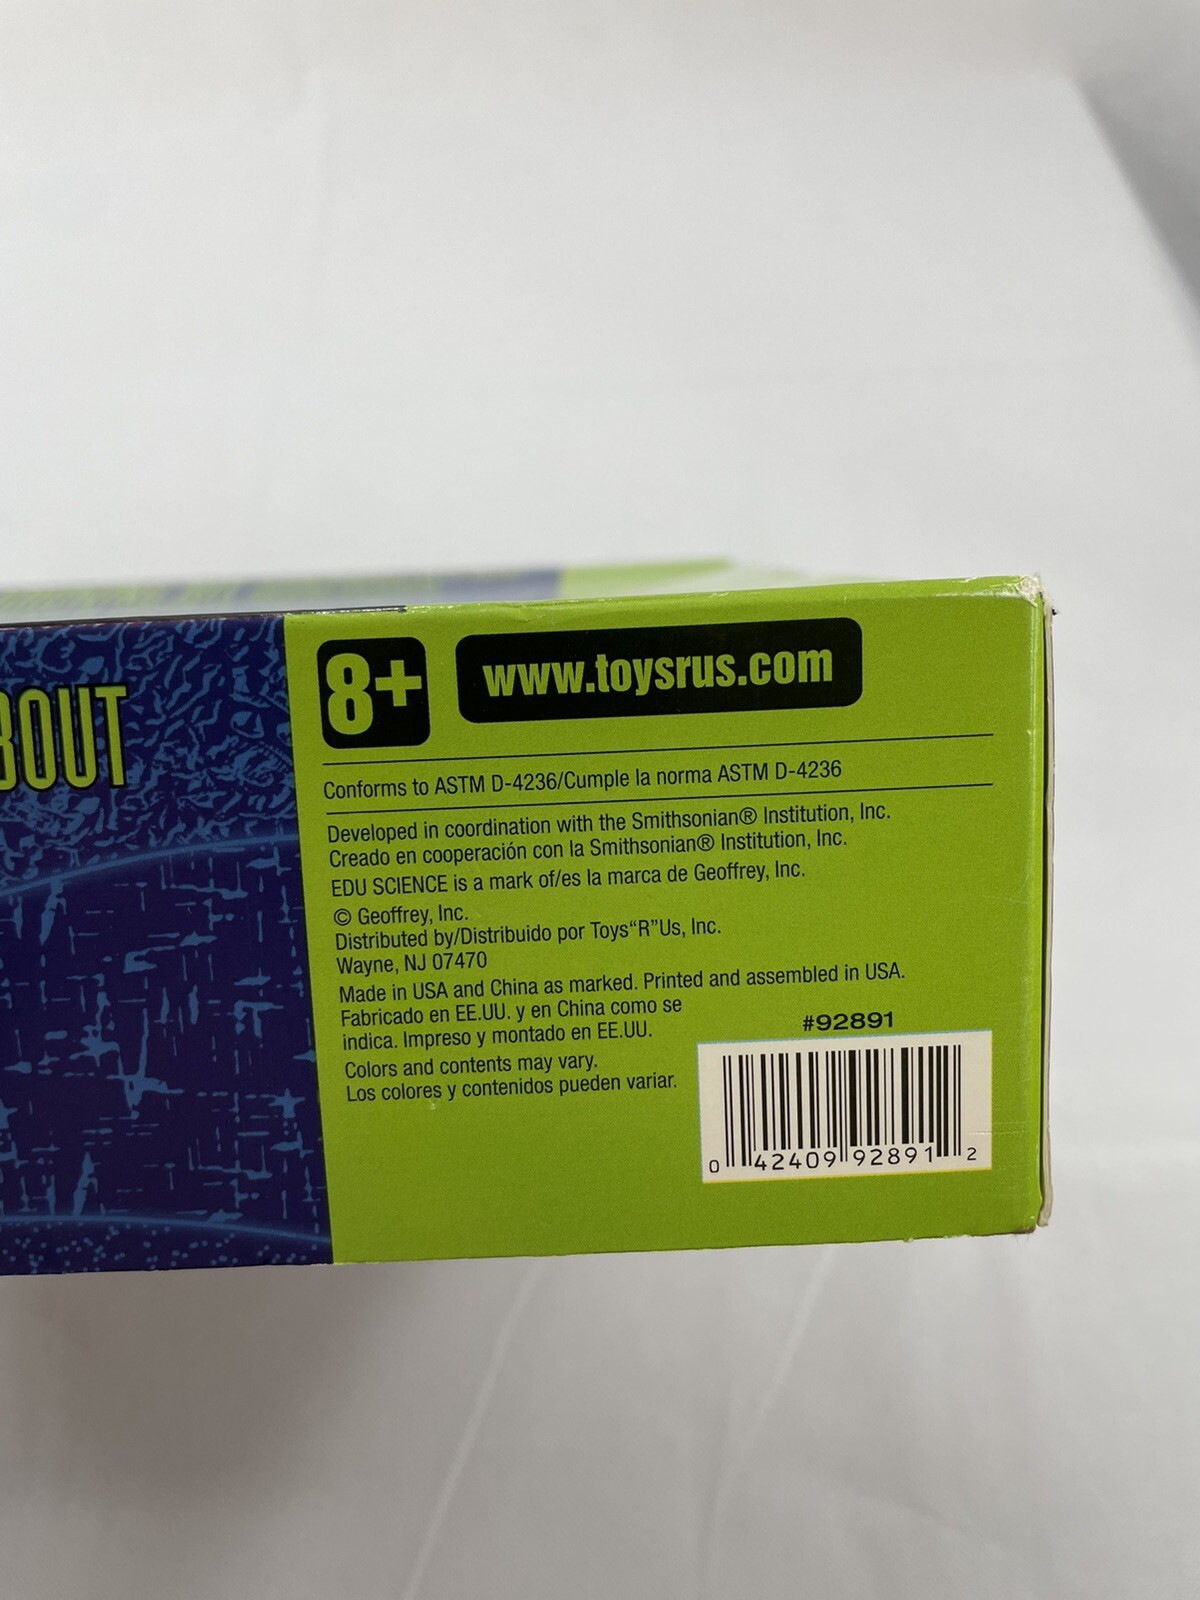 8+
www.toysrus.com
BOUT
Conforms to ASTM D-4236/Cumple la norma ASTM D-4236
Developed in coordination with the Smithsonian® Institution, Inc.
Creado en cooperación con la Smithsonian® Institution, Inc.
EDU SCIENCE is a mark of/es la marca de Geoffrey, Inc.
© Geoffrey, Inc.
Distributed by/Distribuido por Toys“R”Us, Inc.
Wayne, NJ 07470
Made in USA and China as marked. Printed and assembled in USA.
Fabricado en EE.UU. y en China como se
indica. Impreso y montado en EE.UU.
Colors and contents may vary.
Los colores y contenidos pueden variar.
#92891
0 42409 92891 2